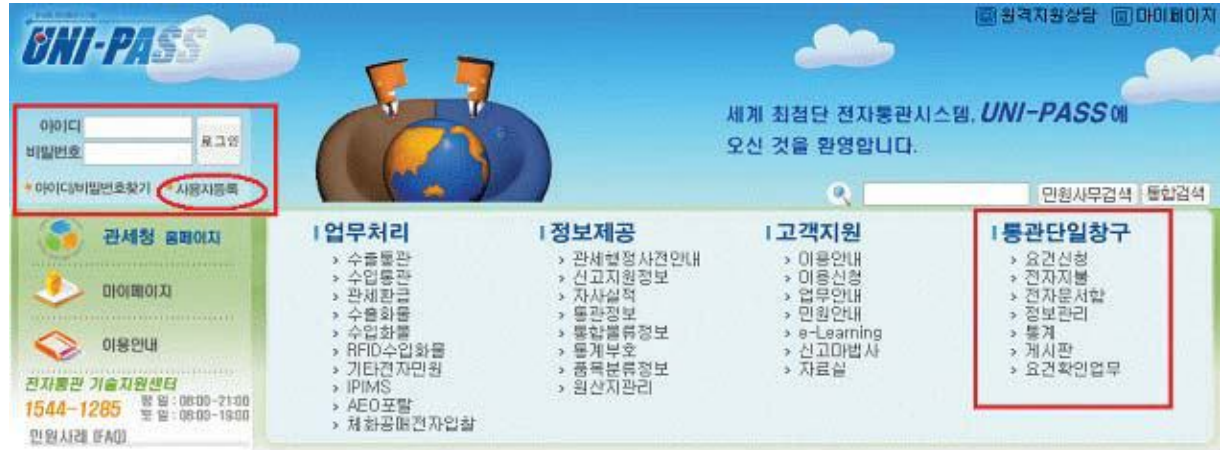 UNI-PASS
원격지원상담 마이페이지
아이디
비밀번호
로그인
아이디/비밀번호찾기 사용자등록
세계 최첨단 전자통관시스템, UNI-PASS에
오신 것을 환영합니다.
민원사무검색 통합검색
관세청 홈페이지
마이페이지
이용안내
전자통관 기술지원센터
1544-1285 평 일 : 08:00-21:00
토 일 : 08:00-19:00
민원사례 (FAQ)
업무처리
수출통관
수입통관
관세환급
수출화물
수입화물
RFID수입화물
기타전자민원
IPIMS
AEO포탈
체화공매전자입찰
정보제공
관세행정사전안내
신고지원정보
자사실적
통관정보
통합물류정보
통계부호
품목분류정보
원산지관리
고객지원
이용안내
이용신청
업무안내
민원안내
e-Learning
신고마법사
자료실
통관단일창구
요건신청
전자지불
전자문서함
정보관리
통계
게시판
요건확인업무